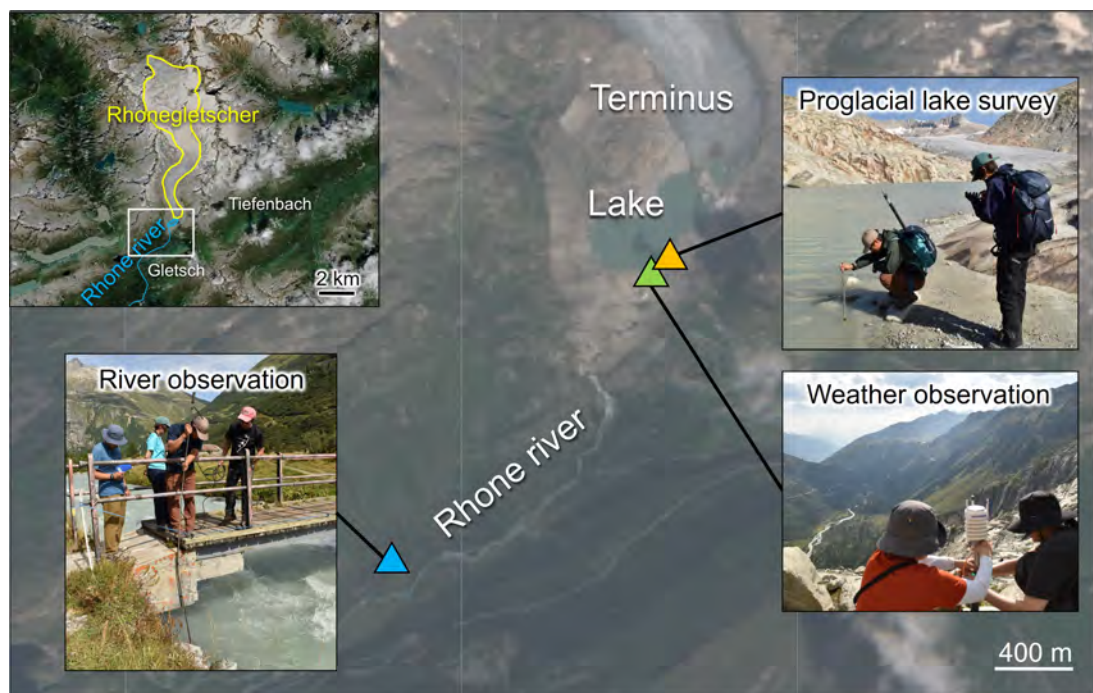 Rhonegletscher
Tiefenbach
Rhone river
Gletsch
2 km
Terminus
Lake
Proglacial lake survey
River observation
Weather observation
Rhone river
400 m